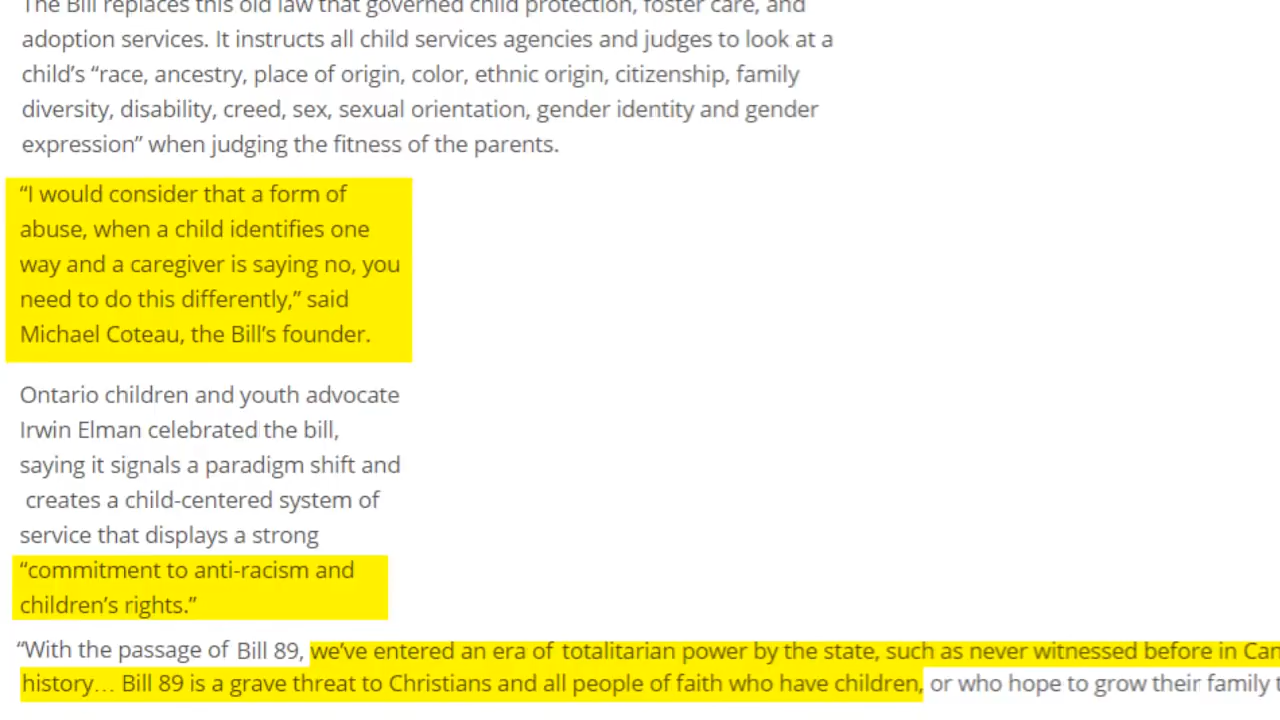 The Bill replaces this old law that governed child protection, foster care, and
adoption services. It instructs all child services agencies and judges to look at a
child’s “race, ancestry, place of origin, color, ethnic origin, citizenship, family
diversity, disability, creed, sex, sexual orientation, gender identity and gender
expression” when judging the fitness of the parents.
“I would consider that a form of
abuse, when a child identifies one
way and a caregiver is saying no, you
need to do this differently,” said
Michael Coteau, the Bill’s founder.
Ontario children and youth advocate
Irwin Elman celebrated the bill,
saying it signals a paradigm shift and
creates a child-centered system of
service that displays a strong
“commitment to anti-racism and
children’s rights.”
“With the passage of Bill 89, we’ve entered an era of totalitarian power by the state, such as never witnessed before in Can
history… Bill 89 is a grave threat to Christians and all people of faith who have children, or who hope to grow their family t